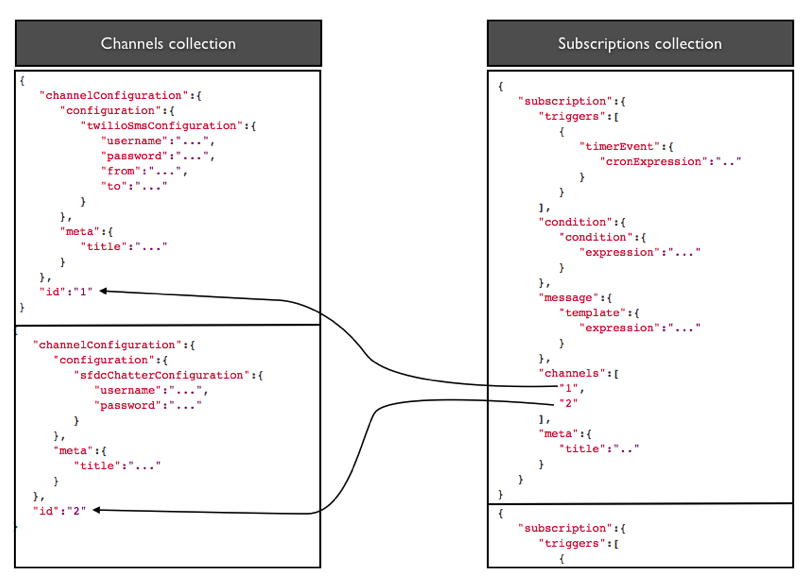 Channels collection
{
"channelConfiguration":{
"configuration":{
"twilioSmsConfiguration":{
"username":"...",
"password":"...",
"from":"...",
"to":"..."
}
},
"meta":{
"title":"..."
}
},
"id":"1"
}
"channelConfiguration":{
"configuration":{
"sfdcChatterConfiguration":{
"username":"...",
"password":"..."
}
},
"meta":{
"title":"..."
}
},
"id":"2"
Subscriptions collection
{
"subscription":{
"triggers":[
{
"timerEvent":{
"cronExpression":".."
}
}
],
"condition":{
"condition":{
"expression":"..."
}
},
"message":{
"template":{
"expression":"..."
}
},
"channels":[
"1",
"2"
],
"meta":{
"title":".."
}
}
}
{
"subscription":{
"triggers":[
{